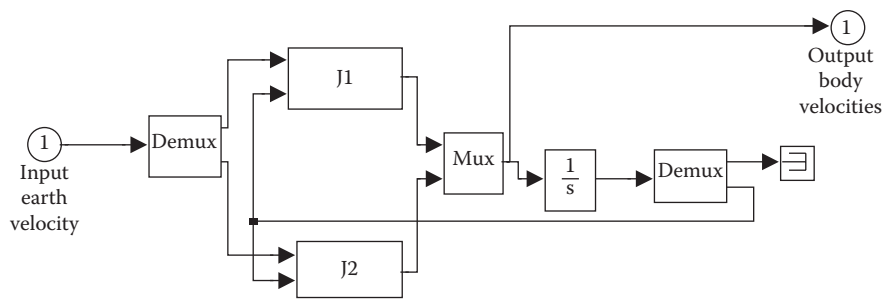 1
Input
earth
velocity
Demux
J1
J2
Mux
1
s
Demux
1
Output
body
velocities